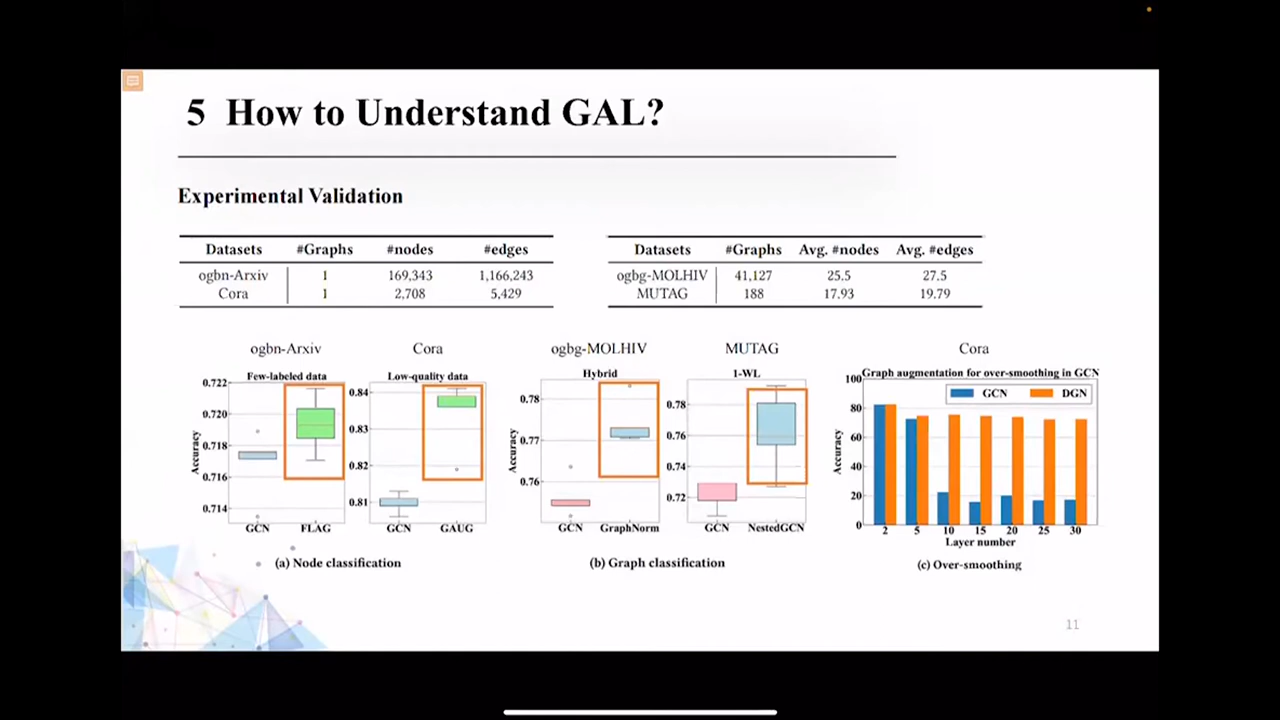 5 How to Understand GAL?
Experimental Validation
Datasets #Graphs #nodes #edges
ogbn-Arxiv 1 169,343 1,166,243
Cora 1 2,708 5,429
Datasets #Graphs Avg. #nodes Avg. #edges
ogbg-MOLHIV 41,127 25.5 27.5
MUTAG 188 17.93 19.79
ogbn-Arxiv
Few-labeled data
Accuracy
0.722
0.720
0.718
0.716
0.714
GCN FLAG
Cora
Low-quality data
0.84
0.83
0.82
0.81
GCN GAUG
(a) Node classification
ogbg-MOLHIV
Hybrid
Accuracy
0.78
0.77
0.76
GCN GraphNorm
MUTAG
1-WL
0.78
0.76
0.74
0.72
GCN NestedGCN
(b) Graph classification
Cora
Graph augmentation for over-smoothing in GCN
GCN DGN
Accuracy
100
80
60
40
20
0
2 5 10 15 20 25 30
Layer number
(c) Over-smoothing
11